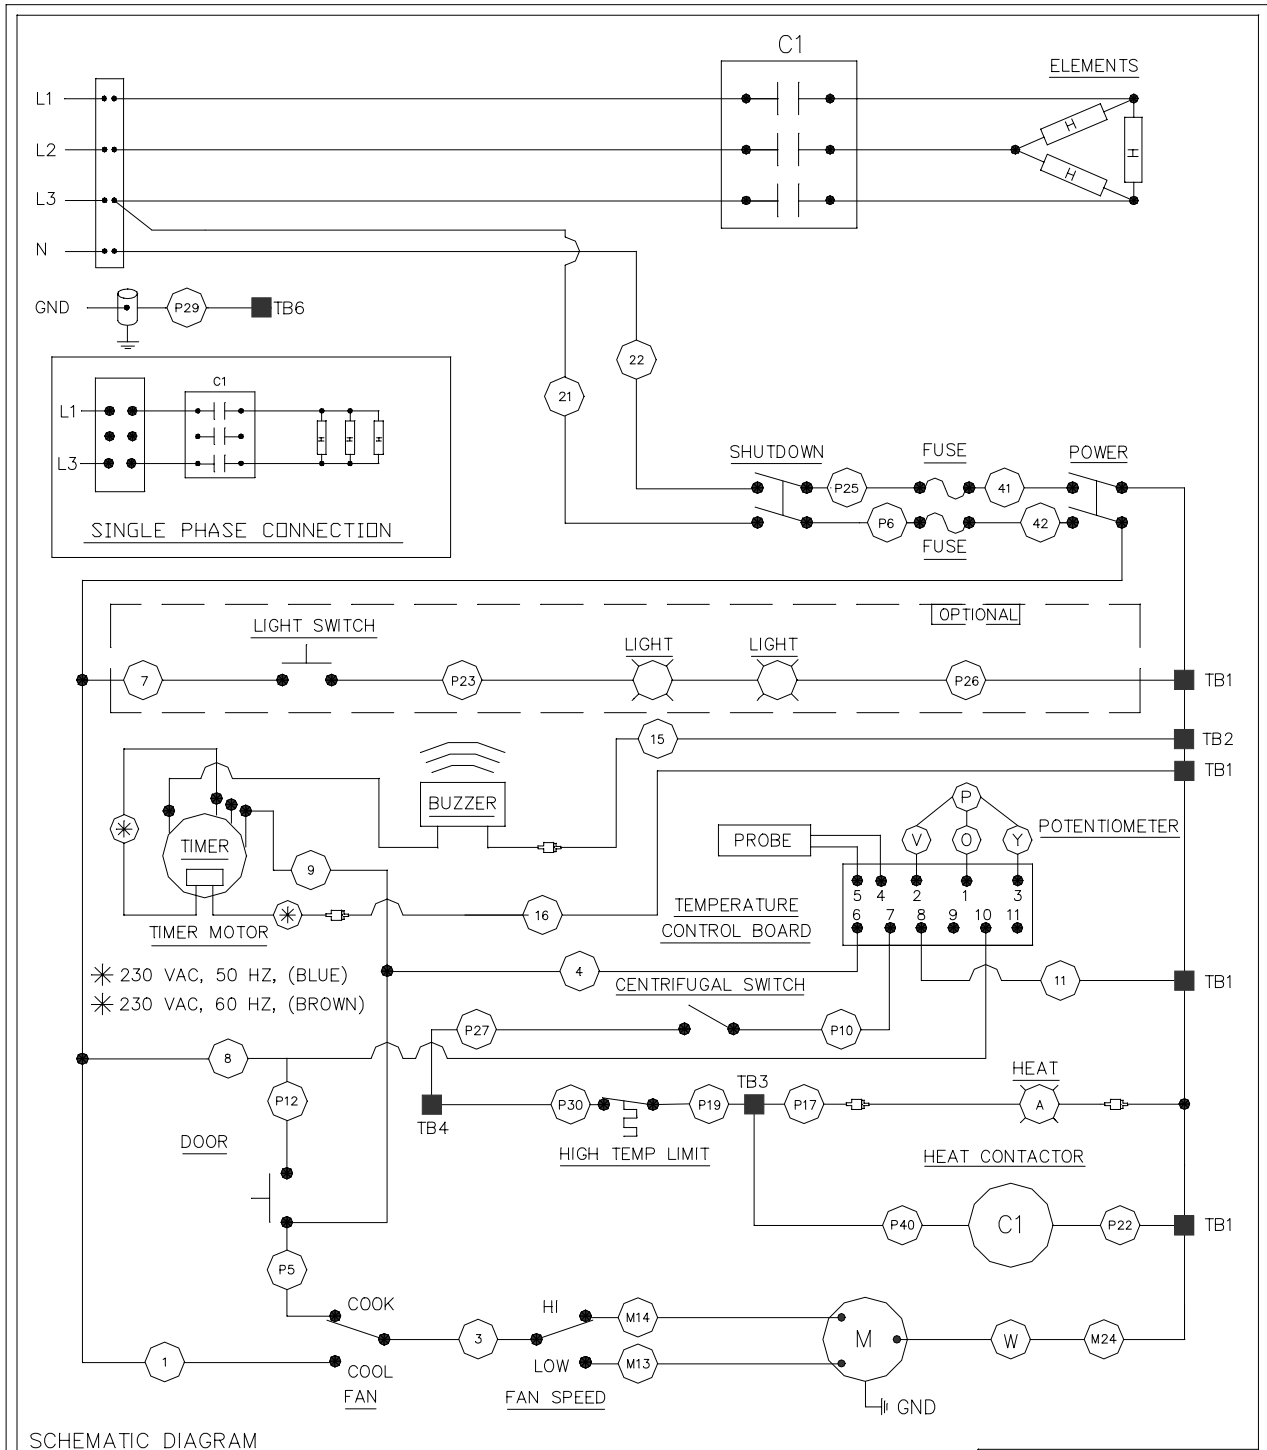 C1
ELEMENTS
L1
H
L2
H
H
L3
N
GND
P29
TB6
22
C1
21
L1
H
H
H
L3
SHUTDOWN
FUSE
POWER
P25
41
SINGLE PHASE CONNECTION
P6
42
FUSE
OPTIONAL
LIGHT SWITCH
LIGHT
LIGHT
7
P23
P26
TB1
15
TB2
TB1
BUZZER
P
POTENTIOMETER
V
O
Y
TIMER
PROBE
9
5 4 2 1 3
TEMPERATURE
CONTROL BOARD
6 7 8 9 10 11
16
TIMER MOTOR
230 VAC, 50 HZ, (BLUE)
4
11
TB1
CENTRIFUGAL SWITCH
230 VAC, 60 HZ, (BROWN)
P27
P10
8
HEAT
TB3
P12
P30
P19
P17
A
TB4
DOOR
HIGH TEMP LIMIT
HEAT CONTACTOR
P40
C1
P22
TB1
P5
COOK
HI
M14
3
M
W
M24
1
LOW
M13
COOL
FAN
FAN SPEED
GND
SCHEMATIC DIAGRAM